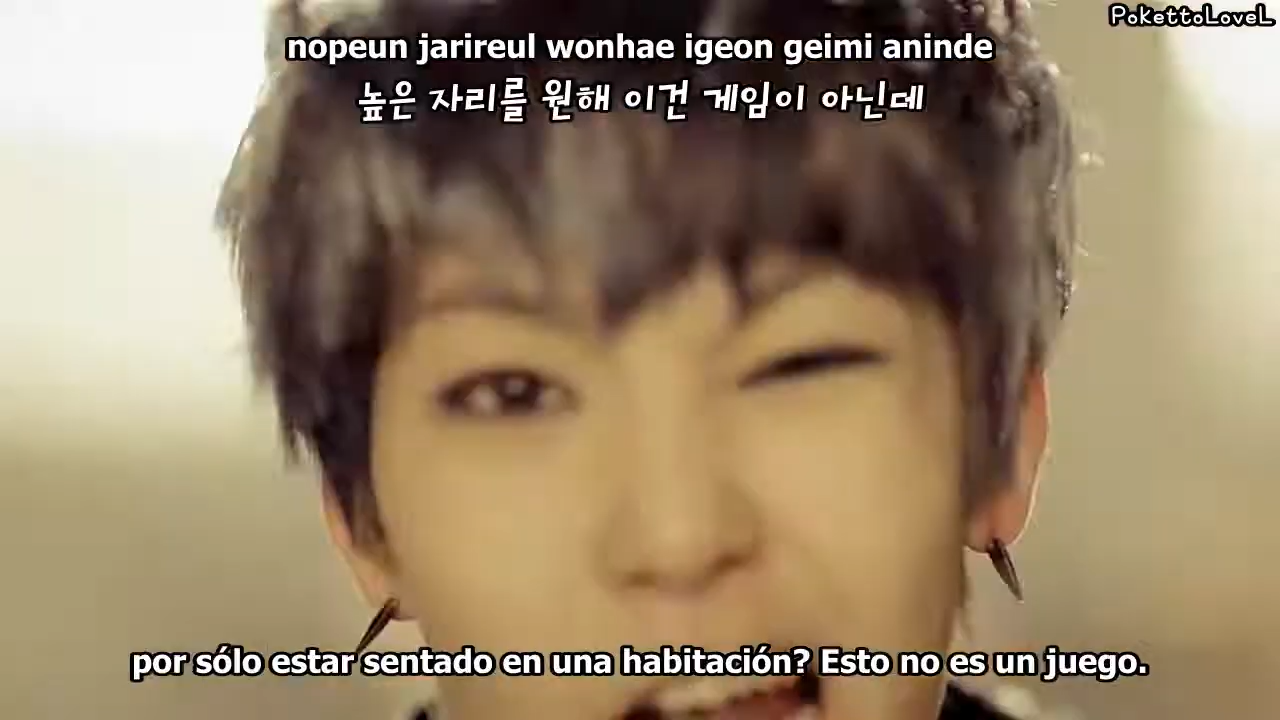 PokettoLoveL
nopeun jarireul wonhae igeon geimi aninde
높은 자리를 원해 이건 게임이 아닌데
por sólo estar sentado en una habitación? Esto no es un juego.